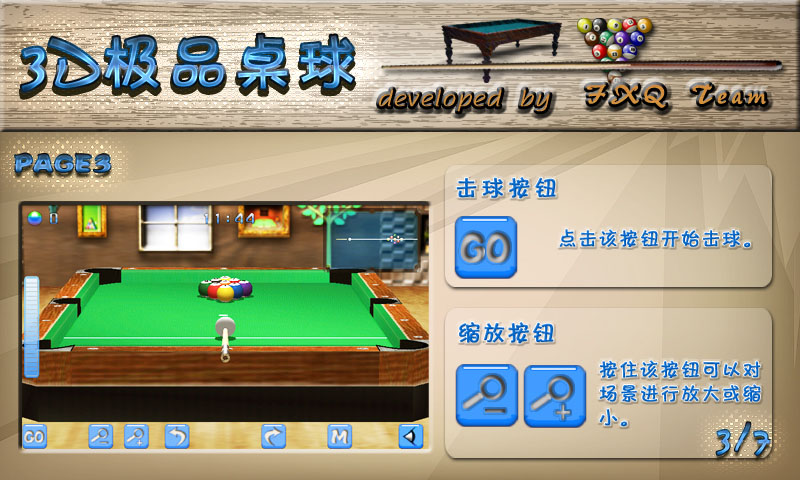 3D极品桌球
developed by FXQ Team
PAGE3
11:44
GO
M
击球按钮
GO
点击该按钮开始击球。
缩放按钮
按住该按钮可以对
场景进行放大或缩
小。
3/7